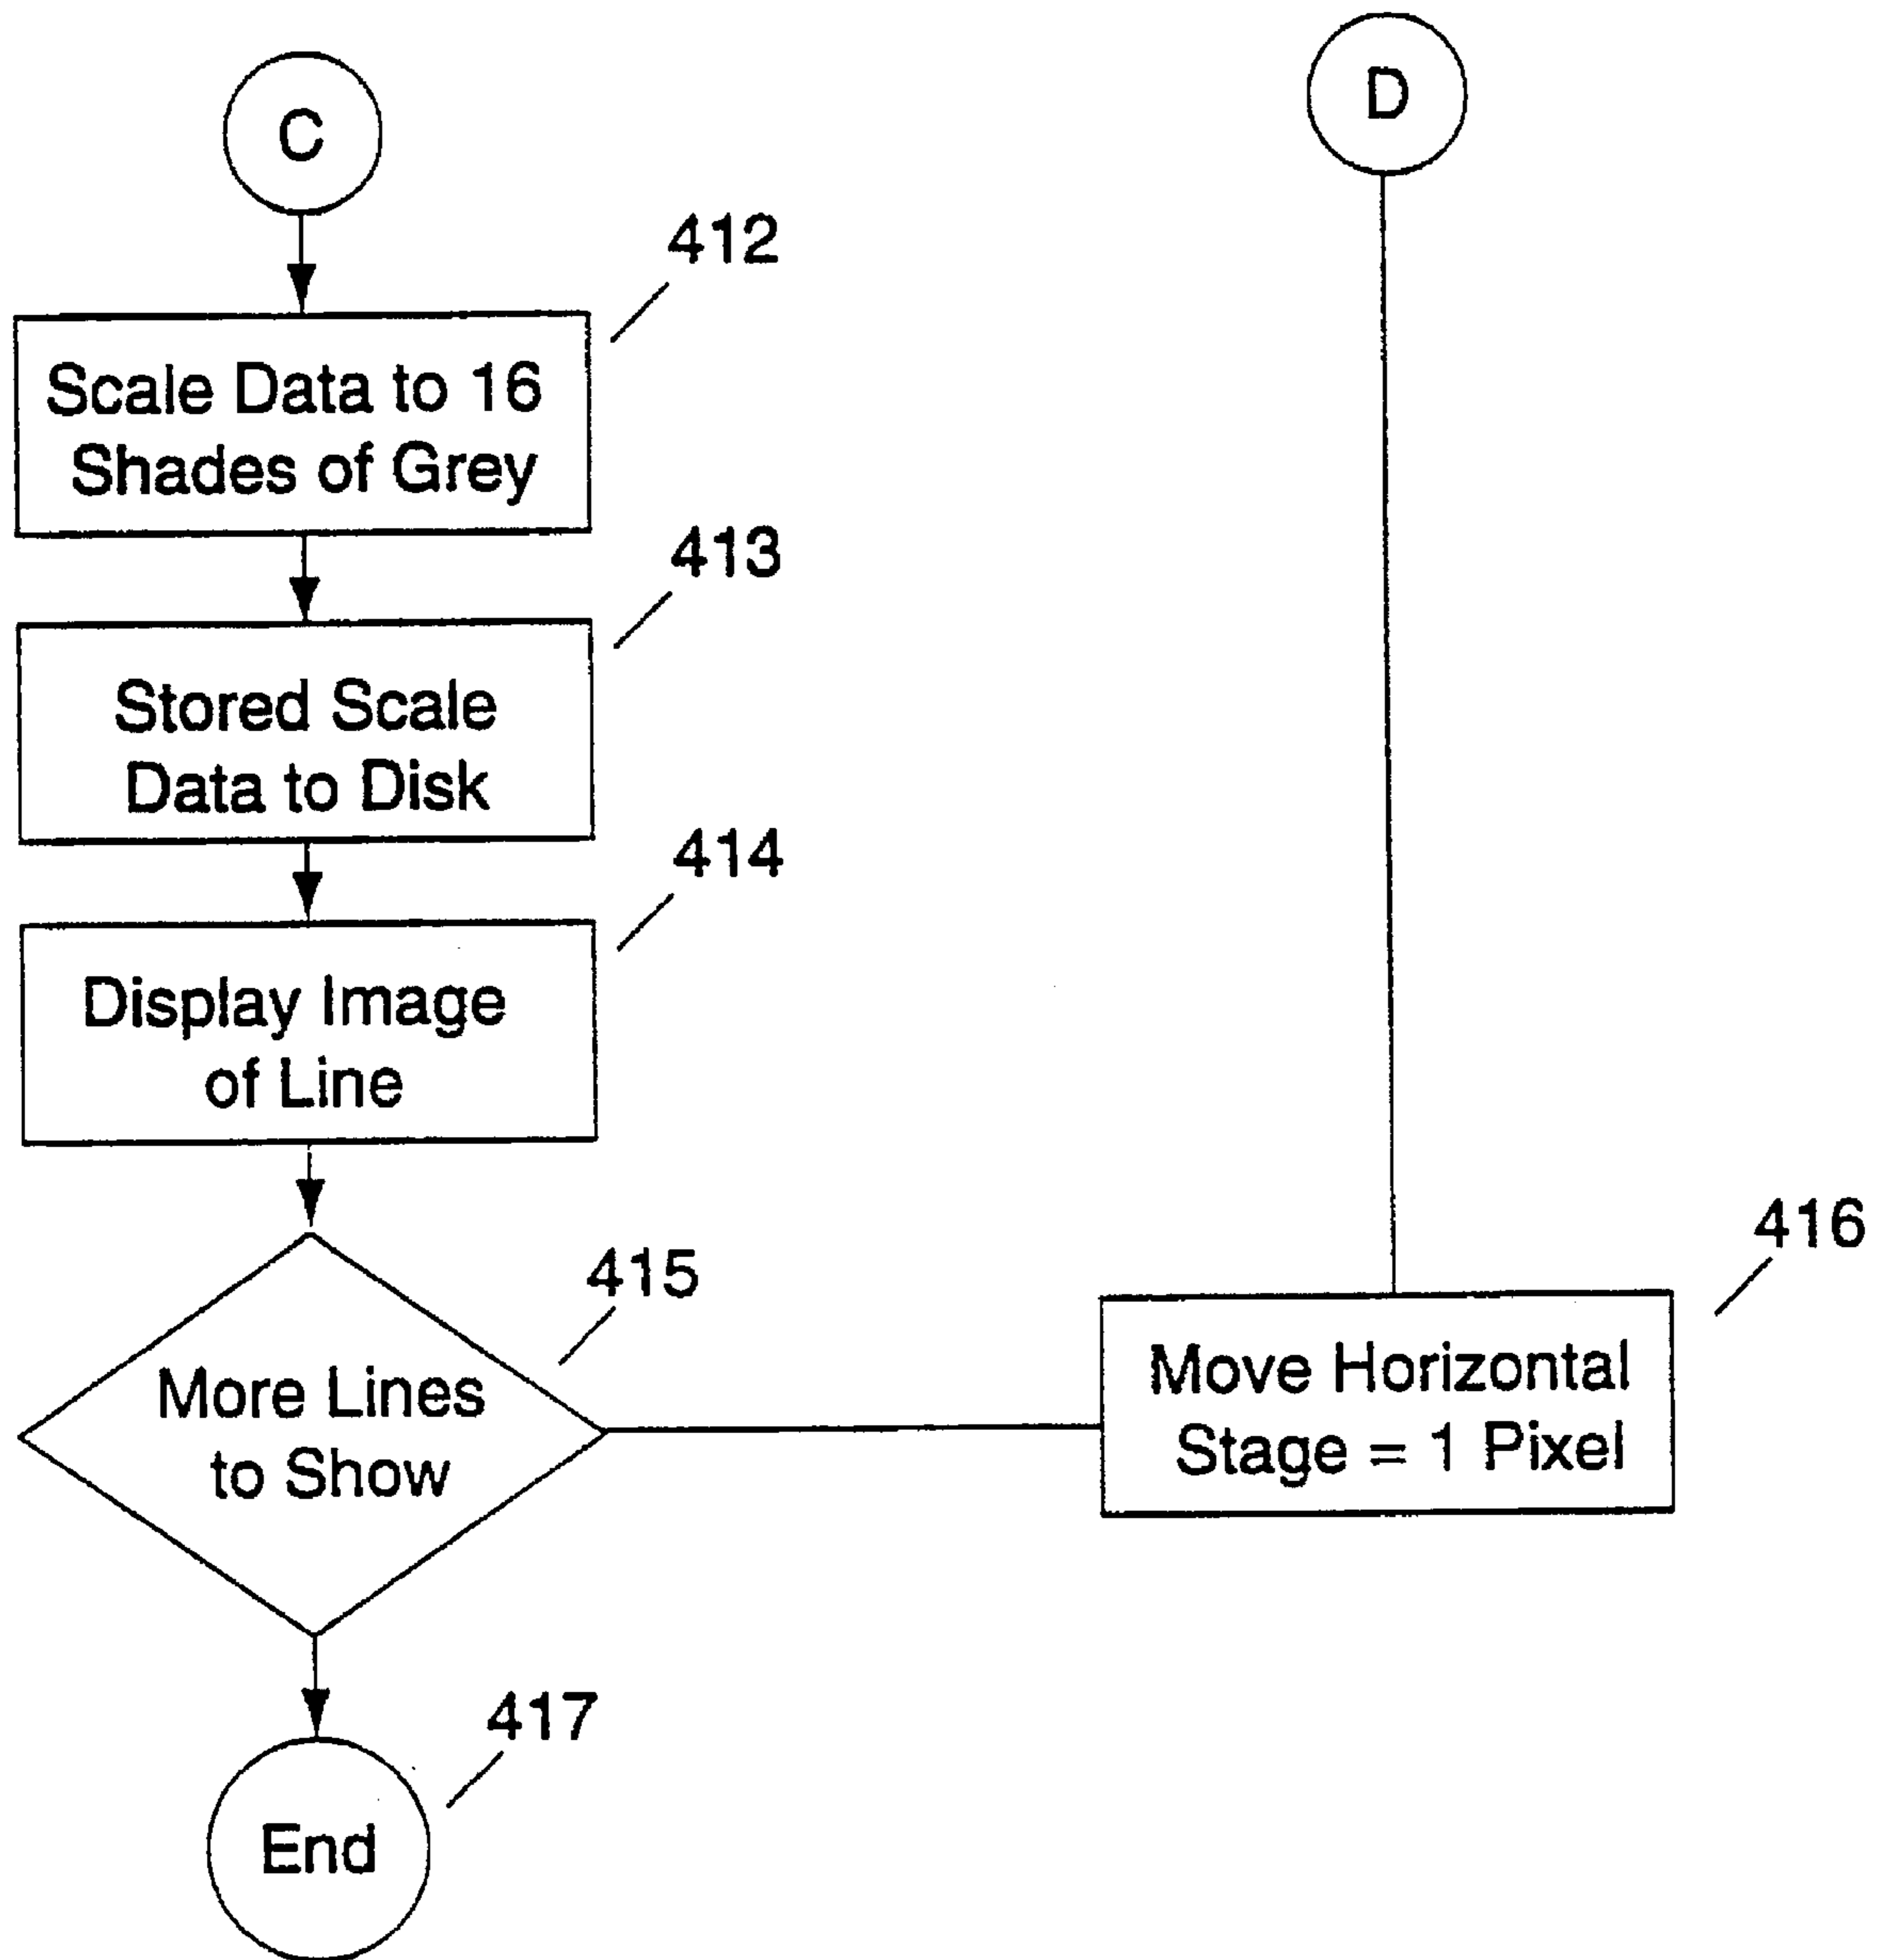 C
D
412
Scale Data to 16
Shades of Grey
413
Stored Scale
Data to Disk
414
Display Image
of Line
415
More Lines
to Show
416
Move Horizontal
Stage = 1 Pixel
417
End